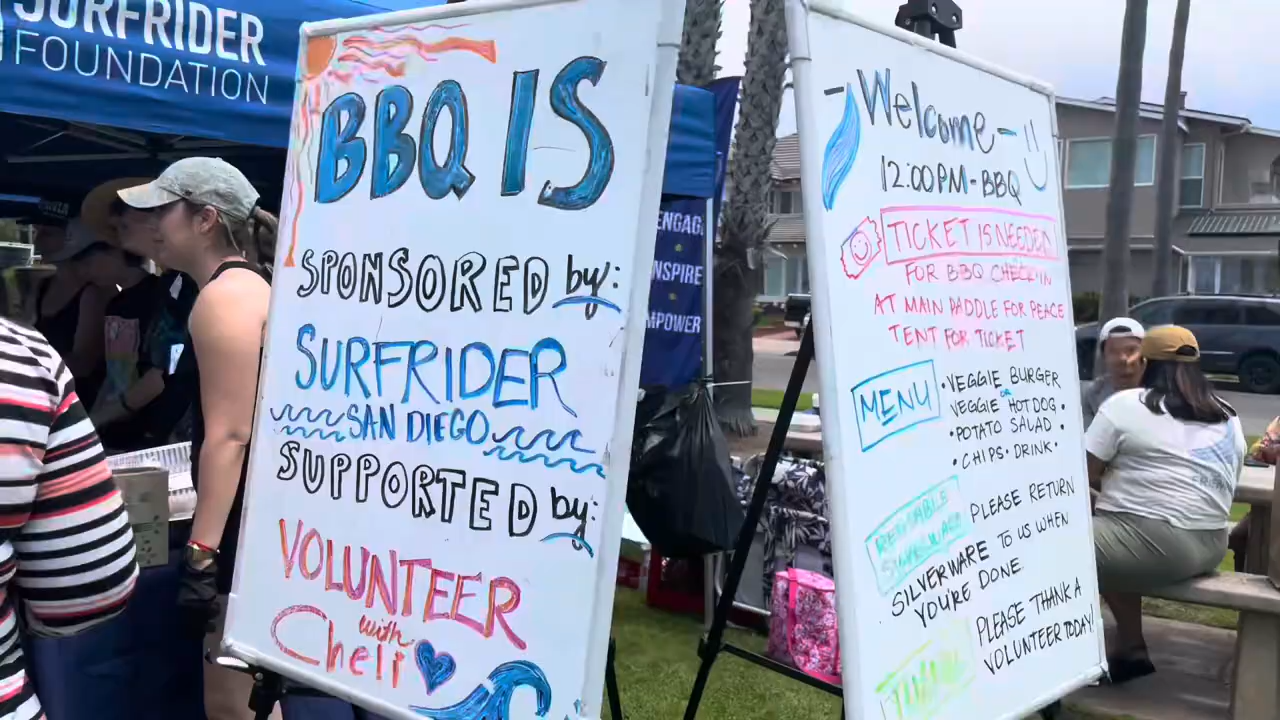 SURFRIDER
FOUNDATION
BBQ IS
SPONSORED by:
SURFRIDER
SAN DIEGO
SUPPORTED by:
VOLUNTEER
with
Cheli
ENGAGE
INSPIRE
EMPOWER
Welcome
12:00PM-BBQ
TICKET IS NEEDED
FOR BBQ CHECK IN
AT MAIN PADDLE FOR PEACE
TENT FOR TICKET
MENU
• VEGGIE BURGER
OR
VEGGIE HOT DOG •
• POTATO SALAD •
• CHIPS • DRINK •
SILVERWARE
PLEASE RETURN
SILVERWARE TO US WHEN
YOU'RE DONE.
PLEASE THANK A
VOLUNTEER TODAY!